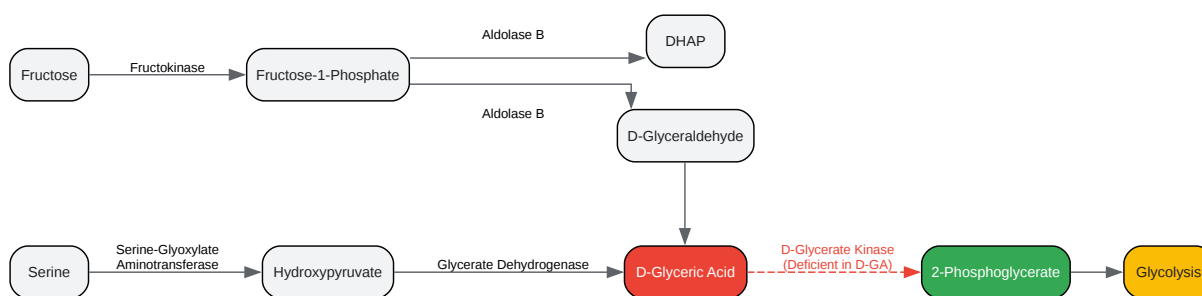 Aldolase B
DHAP
Fructose
Fructokinase
Fructose-1-Phosphate
Aldolase B
D-Glyceraldehyde
Serine
Serine-Glyoxylate
Aminotransferase
Hydroxypyruvate
Glycerate Dehydrogenase
D-Glyceric Acid
D-Glycerate Kinase
(Deficient in D-GA)
2-Phosphoglycerate
Glycolysis